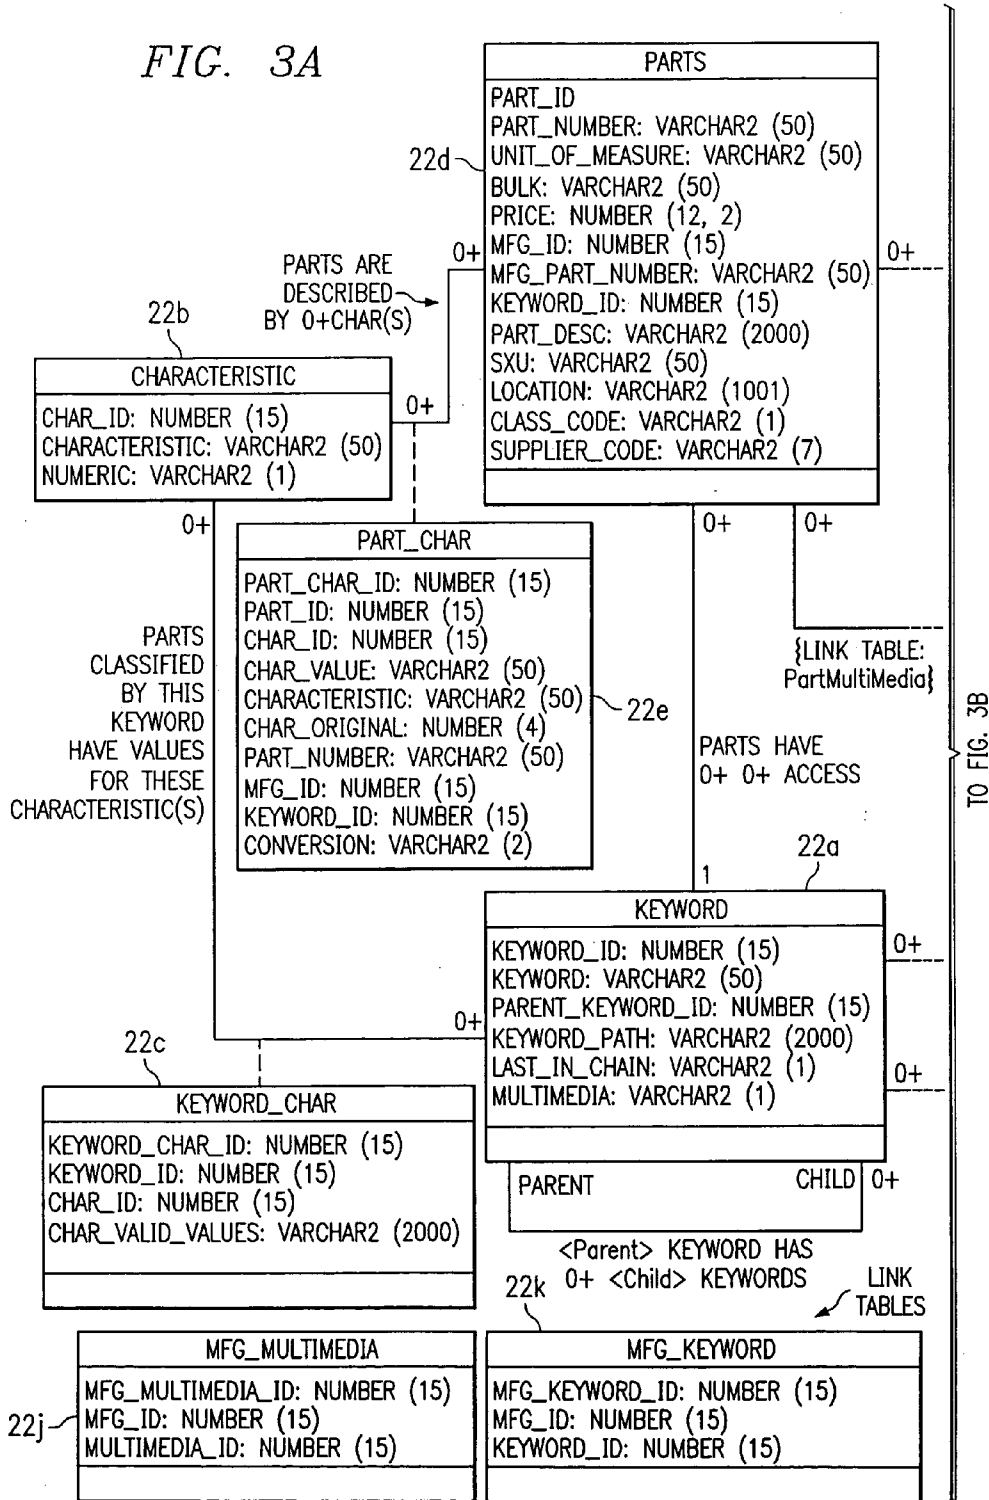 FIG. 3A
PARTS
PART_ID
PART_NUMBER: VARCHAR2 (50)
UNIT_OF_MEASURE: VARCHAR2 (50)
BULK: VARCHAR2 (50)
PRICE: NUMBER (12, 2)
MFG_ID: NUMBER (15)
MFG_PART_NUMBER: VARCHAR2 (50)
KEYWORD_ID: NUMBER (15)
PART_DESC: VARCHAR2 (2000)
SXU: VARCHAR2 (50)
LOCATION: VARCHAR2 (1001)
CLASS_CODE: VARCHAR2 (1)
SUPPLIER_CODE: VARCHAR2 (7)
22d
0+
0+
PARTS ARE
DESCRIBED
BY 0+CHAR(S)
22b
CHARACTERISTIC
CHAR_ID: NUMBER (15)
CHARACTERISTIC: VARCHAR2 (50)
NUMERIC: VARCHAR2 (1)
0+
0+
0+
0+
PART_CHAR
PART_CHAR_ID: NUMBER (15)
PART_ID: NUMBER (15)
CHAR_ID: NUMBER (15)
CHAR_VALUE: VARCHAR2 (50)
CHARACTERISTIC: VARCHAR2 (50)
CHAR_ORIGINAL: NUMBER (4)
PART_NUMBER: VARCHAR2 (50)
MFG_ID: NUMBER (15)
KEYWORD_ID: NUMBER (15)
CONVERSION: VARCHAR2 (2)
22e
PARTS
CLASSIFIED
BY THIS
KEYWORD
HAVE VALUES
FOR THESE
CHARACTERISTIC(S)
{LINK TABLE:
PartMultiMedia}
PARTS HAVE
0+ 0+ ACCESS
TO FIG. 3B
1
22a
KEYWORD
KEYWORD_ID: NUMBER (15)
KEYWORD: VARCHAR2 (50)
PARENT_KEYWORD_ID: NUMBER (15)
KEYWORD_PATH: VARCHAR2 (2000)
LAST_IN_CHAIN: VARCHAR2 (1)
MULTIMEDIA: VARCHAR2 (1)
0+
0+
0+
22c
KEYWORD_CHAR
KEYWORD_CHAR_ID: NUMBER (15)
KEYWORD_ID: NUMBER (15)
CHAR_ID: NUMBER (15)
CHAR_VALID_VALUES: VARCHAR2 (2000)
PARENT
CHILD
0+
<Parent> KEYWORD HAS
0+ <Child> KEYWORDS
LINK
TABLES
22k
MFG_MULTIMEDIA
MFG_MULTIMEDIA_ID: NUMBER (15)
MFG_ID: NUMBER (15)
MULTIMEDIA_ID: NUMBER (15)
22j
MFG_KEYWORD
MFG_KEYWORD_ID: NUMBER (15)
MFG_ID: NUMBER (15)
KEYWORD_ID: NUMBER (15)